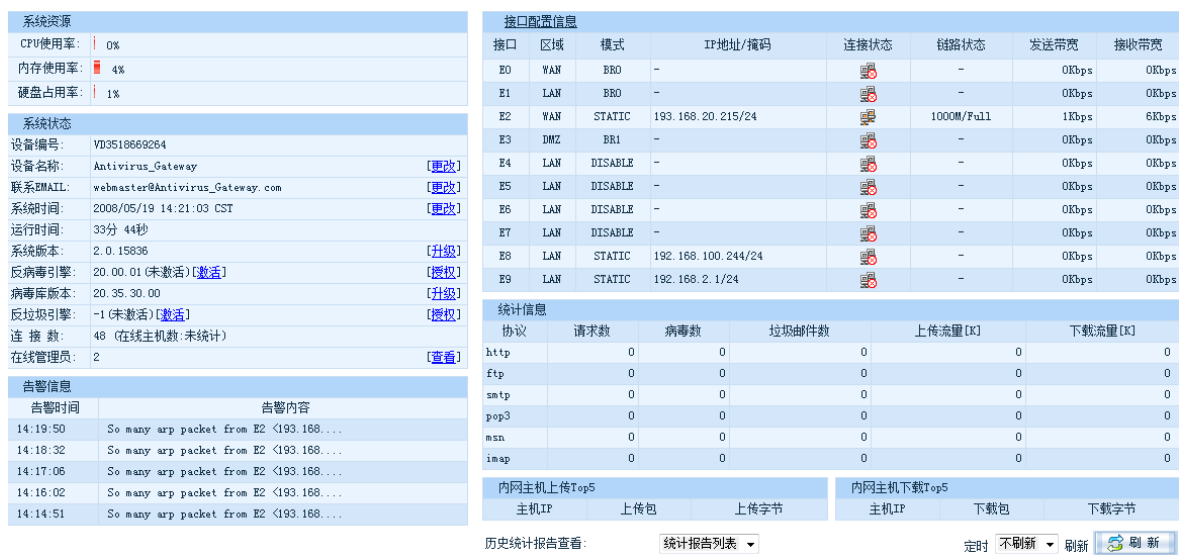 系统资源
CPU使用率: 0%
内存使用率: 4%
硬盘占用率: 1%
系统状态
设备编号: VD3518669264
设备名称: Antivirus_Gateway [更改]
联系EMAIL: webmaster@Antivirus_Gateway.com [更改]
系统时间: 2008/05/19 14:21:03 CST [更改]
运行时间: 33分 44秒
系统版本: 2.0.15836 [升级]
反病毒引擎: 20.00.01(未激活)[激活] [授权]
病毒库版本: 20.35.30.00 [升级]
反垃圾引擎: -1(未激活)[激活] [授权]
连 接 数: 48 (在线主机数:未统计)
在线管理员: 2 [查看]
告警信息
告警时间 告警内容
14:19:50 So many arp packet from E2 <193.168....
14:18:32 So many arp packet from E2 <193.168....
14:17:06 So many arp packet from E2 <193.168....
14:16:02 So many arp packet from E2 <193.168....
14:14:51 So many arp packet from E2 <193.168....
接口配置信息
接口 区域 模式 IP地址/掩码 连接状态 链路状态 发送带宽 接收带宽
E0 WAN BR0 - - 0Kbps 0Kbps
E1 LAN BR0 - - 0Kbps 0Kbps
E2 WAN STATIC 193.168.20.215/24 1000M/Full 1Kbps 6Kbps
E3 DMZ BR1 - - 0Kbps 0Kbps
E4 LAN DISABLE - - 0Kbps 0Kbps
E5 LAN DISABLE - - 0Kbps 0Kbps
E6 LAN DISABLE - - 0Kbps 0Kbps
E7 LAN DISABLE - - 0Kbps 0Kbps
E8 LAN STATIC 192.168.100.244/24 - 0Kbps 0Kbps
E9 LAN STATIC 192.168.2.1/24 - 0Kbps 0Kbps
统计信息
协议 请求数 病毒数 垃圾邮件数 上传流量[K] 下载流量[K]
http 0 0 0 0 0
ftp 0 0 0 0 0
smtp 0 0 0 0 0
pop3 0 0 0 0 0
msn 0 0 0 0 0
imap 0 0 0 0 0
内网主机上传Top5
主机IP 上传包 上传字节
内网主机下载Top5
主机IP 下载包 下载字节
历史统计报告查看: 统计报告列表
定时 不刷新 刷新 刷 新